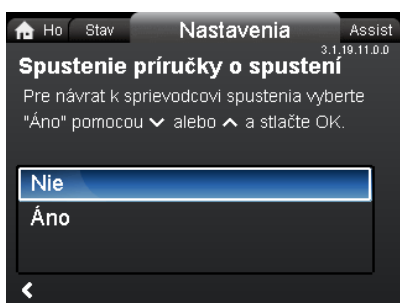 Ho Stav Nastavenia Assist
3.1.19.11.0.0
Spustenie príručky o spustení
Pre návrat k sprievodcovi spustenia vyberte
"Áno" pomocou alebo a stlačte OK.
Nie
Áno